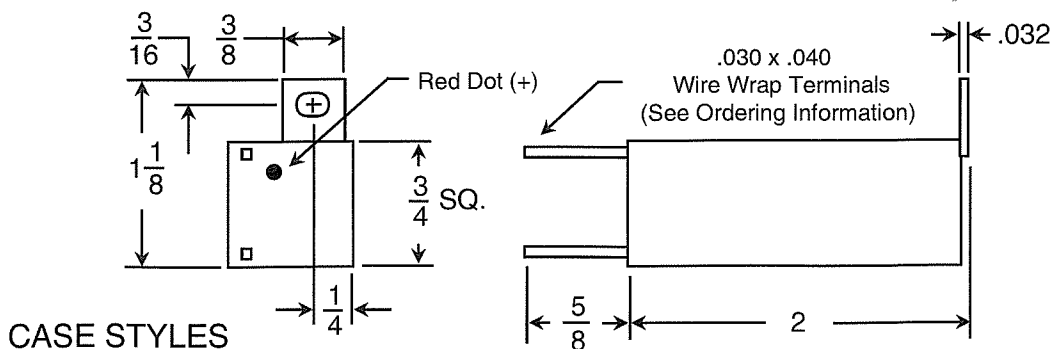 3/16
3/8
.032
.030 x .040
Wire Wrap Terminals
(See Ordering Information)
Red Dot (+)
1 1/8
3/4 SQ.
1/4
5/8
2
CASE STYLES